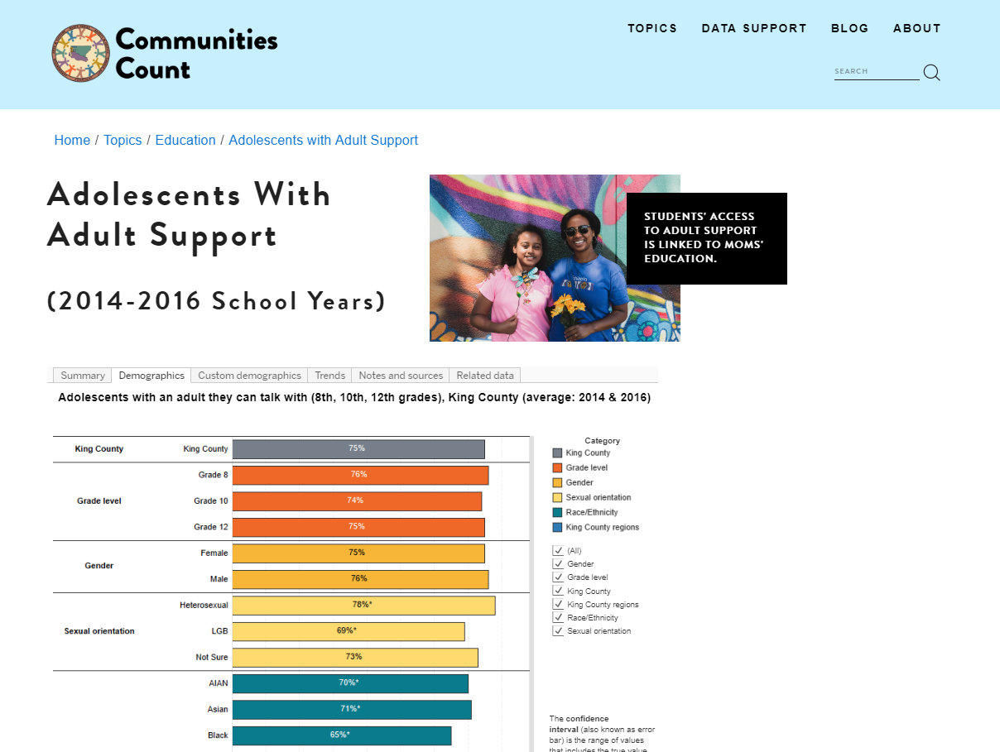 Communities
Count
TOPICS DATA SUPPORT BLOG ABOUT
SEARCH
Home / Topics / Education / Adolescents with Adult Support
Adolescents With
Adult Support
(2014-2016 School Years)
STUDENTS' ACCESS
TO ADULT SUPPORT
IS LINKED TO MOMS'
EDUCATION.
Summary Demographics Custom demographics Trends Notes and sources Related data
Adolescents with an adult they can talk with (8th, 10th, 12th grades), King County (average: 2014 & 2016)
King County King County 75%
Grade level
Grade 8 76%
Grade 10 74%
Grade 12 75%
Gender
Female 75%
Male 76%
Sexual orientation
Heterosexual 78%*
LGB 69%*
Not Sure 73%
AIAN 70%*
Asian 71%*
Black 65%*
Category
King County
Grade level
Gender
Sexual orientation
Race/Ethnicity
King County regions
(All)
Gender
Grade level
King County
King County regions
Race/Ethnicity
Sexual orientation
The confidence
interval (also known as error
bar) is the range of values
that includes the true value